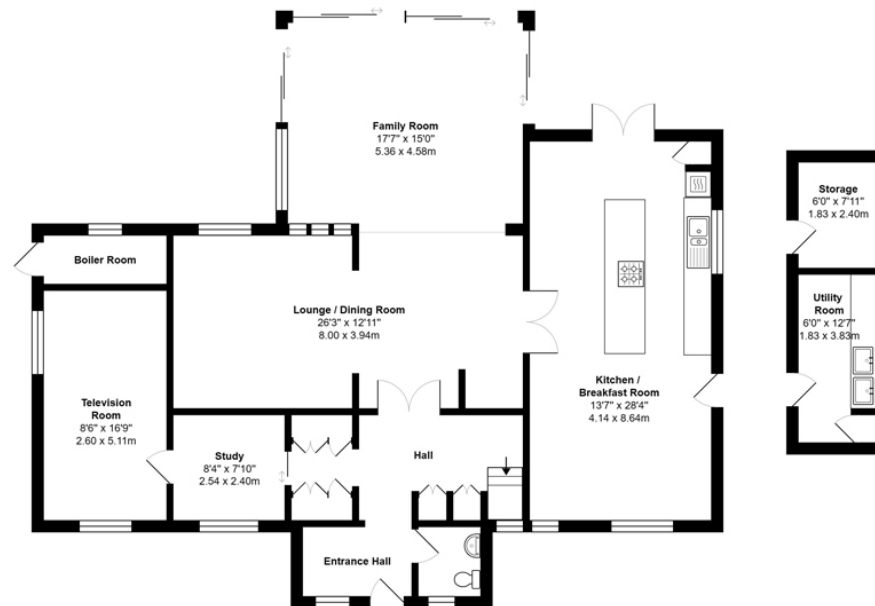 Family Room
17'7" x 15'0"
5.36 x 4.58m
Storage
6'0" x 7'11"
1.83 x 2.40m
Boiler Room
Lounge / Dining Room
26'3" x 12'11"
8.00 x 3.94m
Utility
Room
6'0" x 12'7"
1.83 x 3.83m
Kitchen /
Breakfast Room
13'7" x 28'4"
4.14 x 8.64m
Television
Room
8'6" x 16'9"
2.60 x 5.11m
Study
8'4" x 7'10"
2.54 x 2.40m
Hall
Entrance Hall